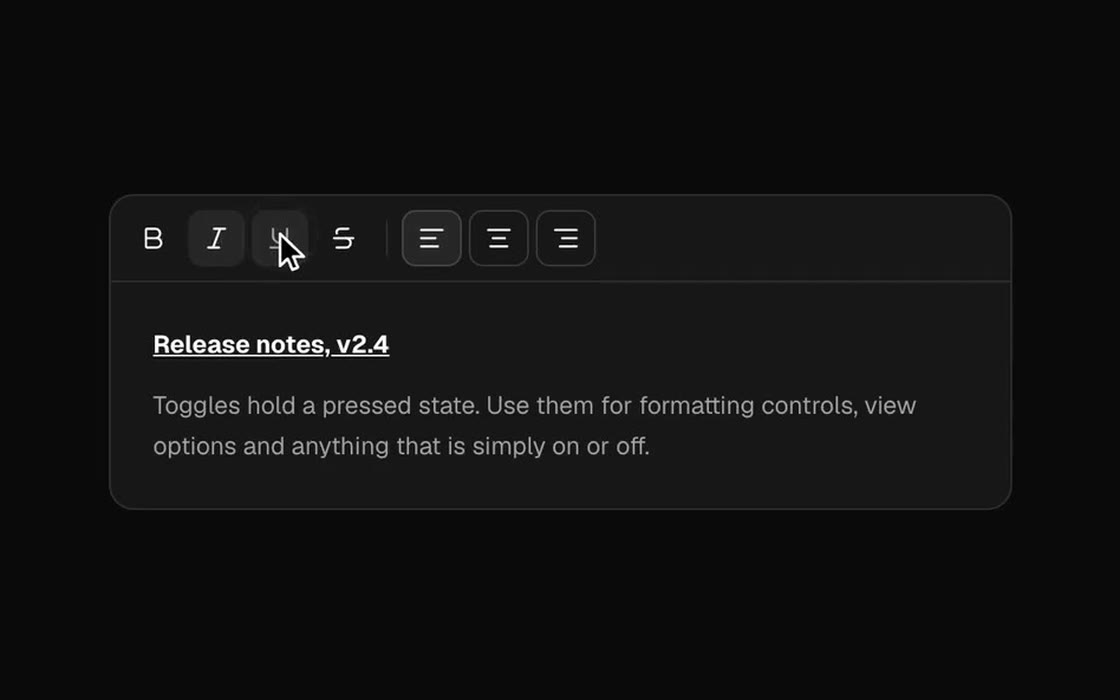 B I U S
Release notes, v2.4
Toggles hold a pressed state. Use them for formatting controls, view
options and anything that is simply on or off.